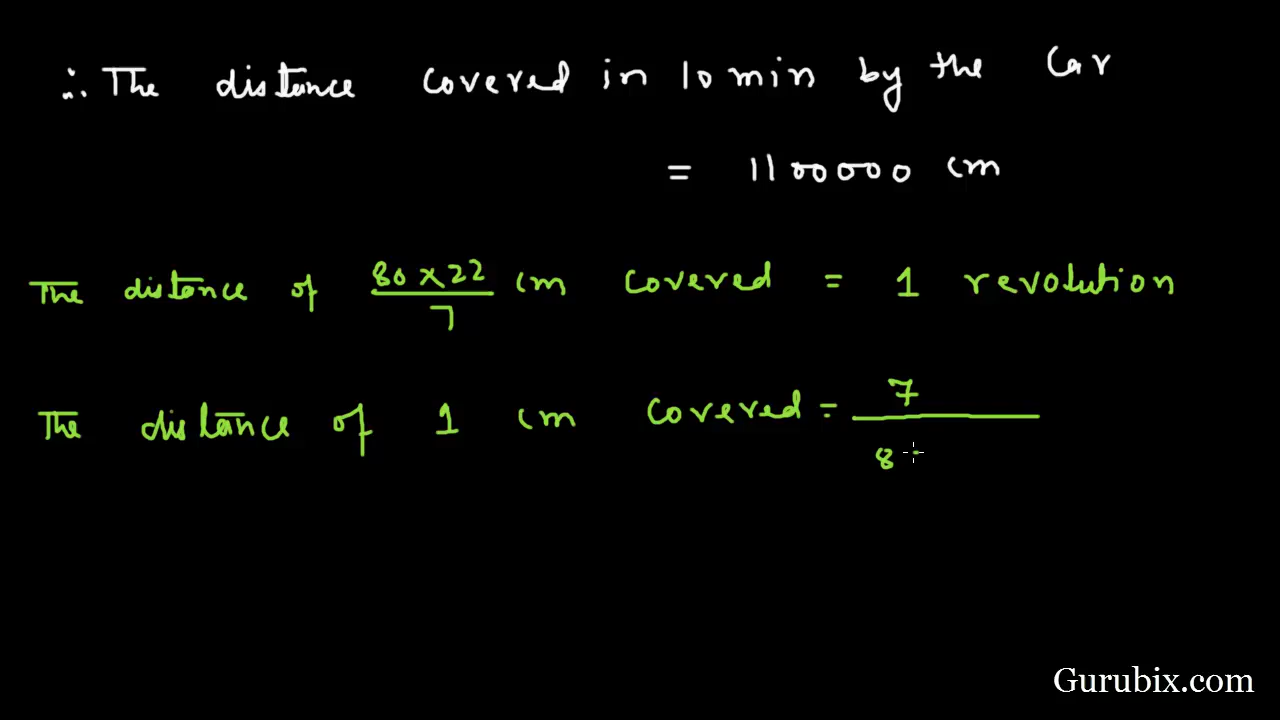 ∴ The distance covered in 10 min by the Car
= 1100000 cm
The distance of 80 × 22 / 7 cm covered = 1 revolution
The distance of 1 cm covered = 7 / 8
Gurubix.com